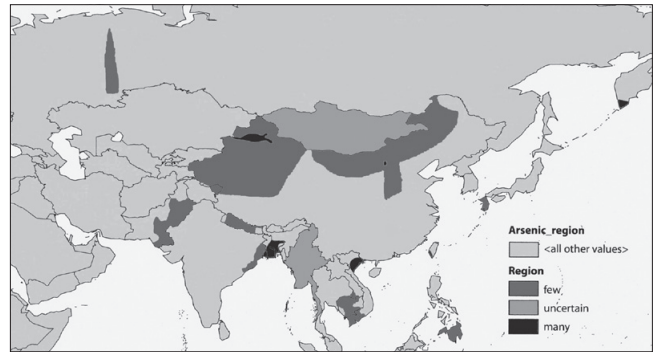 Arsenic_region
<all other values>
Region
few
uncertain
many